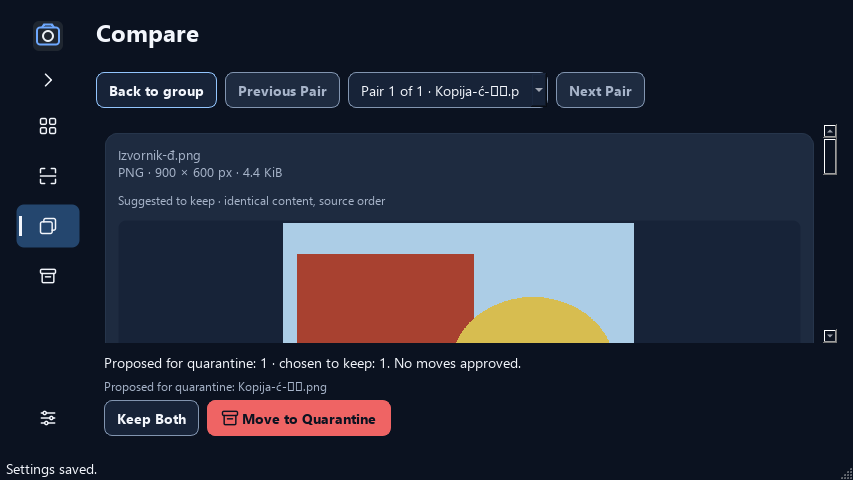 Compare
Back to group
Previous Pair
Pair 1 of 1 · Kopija-ć-□□.p
Next Pair
Izvornik-đ.png
PNG · 900 × 600 px · 4.4 KiB
Suggested to keep · identical content, source order
Proposed for quarantine: 1 · chosen to keep: 1. No moves approved.
Proposed for quarantine: Kopija-ć-□□.png
Keep Both
Move to Quarantine
Settings saved.